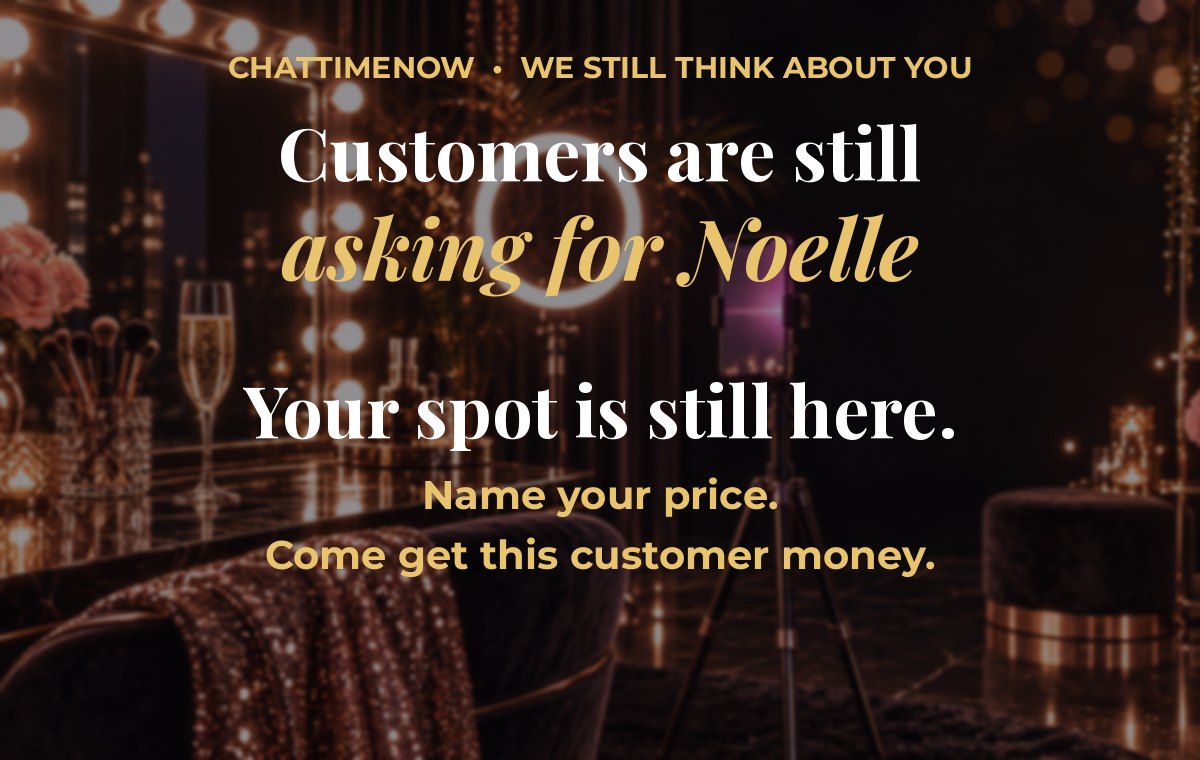 CHATTIMENOW • WE STILL THINK ABOUT YOU
Customers are still
asking for Noelle
Your spot is still here.
Name your price.
Come get this customer money.